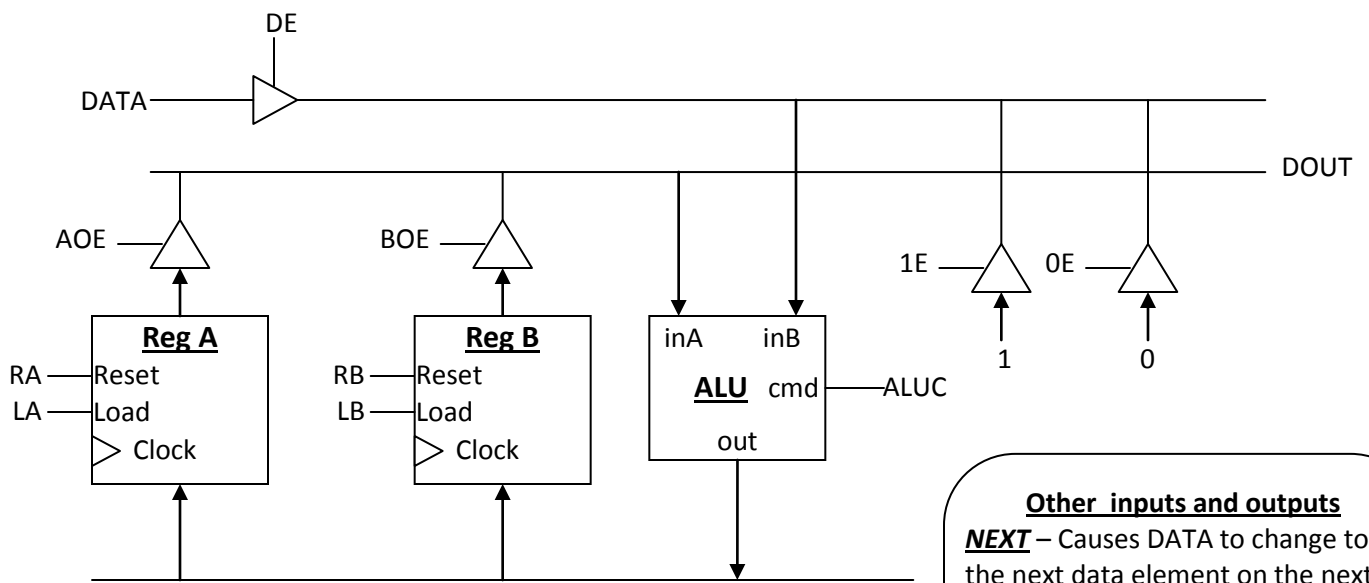 DE
DATA
DOUT
AOE
BOE
1E
0E
Reg A
Reg B
inA inB
1
0
RA Reset
RB Reset
ALU cmd ALUC
LA Load
LB Load
Clock
Clock
out
Other inputs and outputs
NEXT – Causes DATA to change to
the next data element on the next